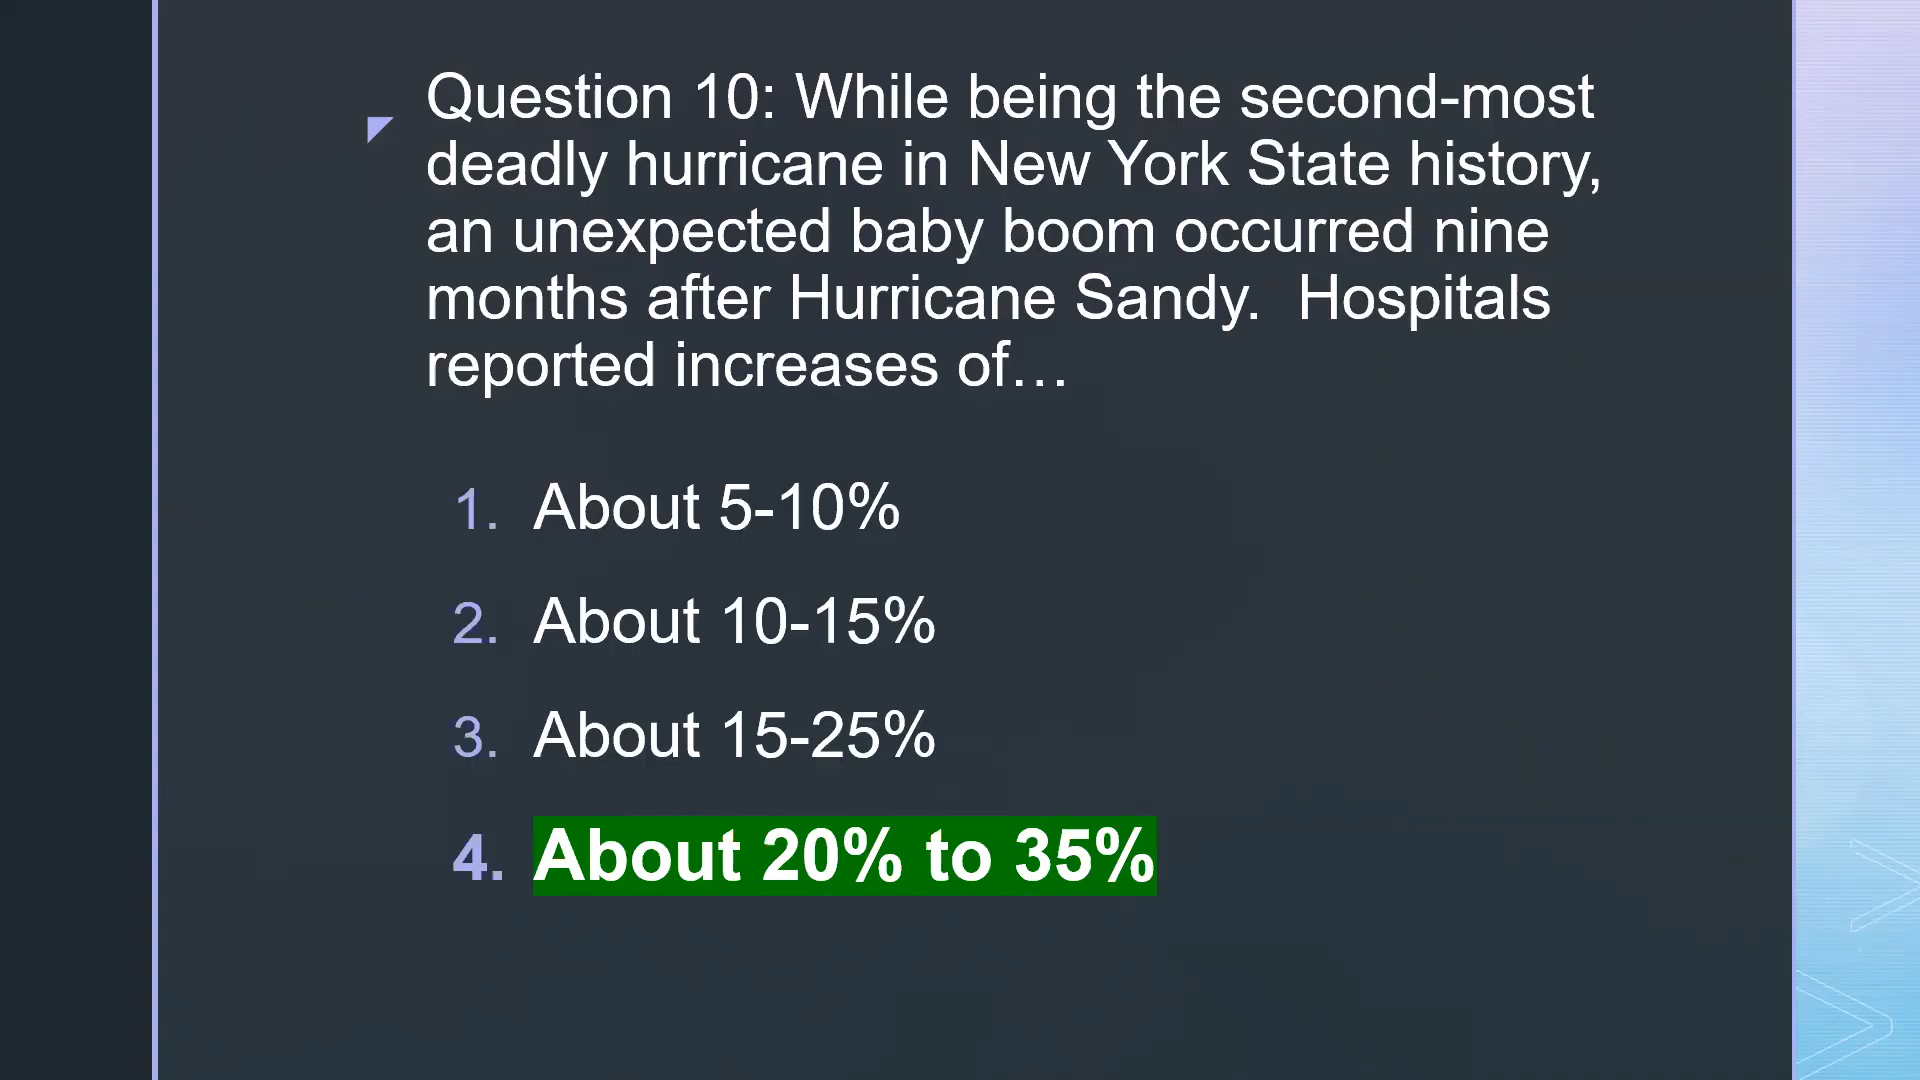 Question 10: While being the second-most
deadly hurricane in New York State history,
an unexpected baby boom occurred nine
months after Hurricane Sandy.  Hospitals
reported increases of…
1. About 5-10%
2. About 10-15%
3. About 15-25%
4. About 20% to 35%